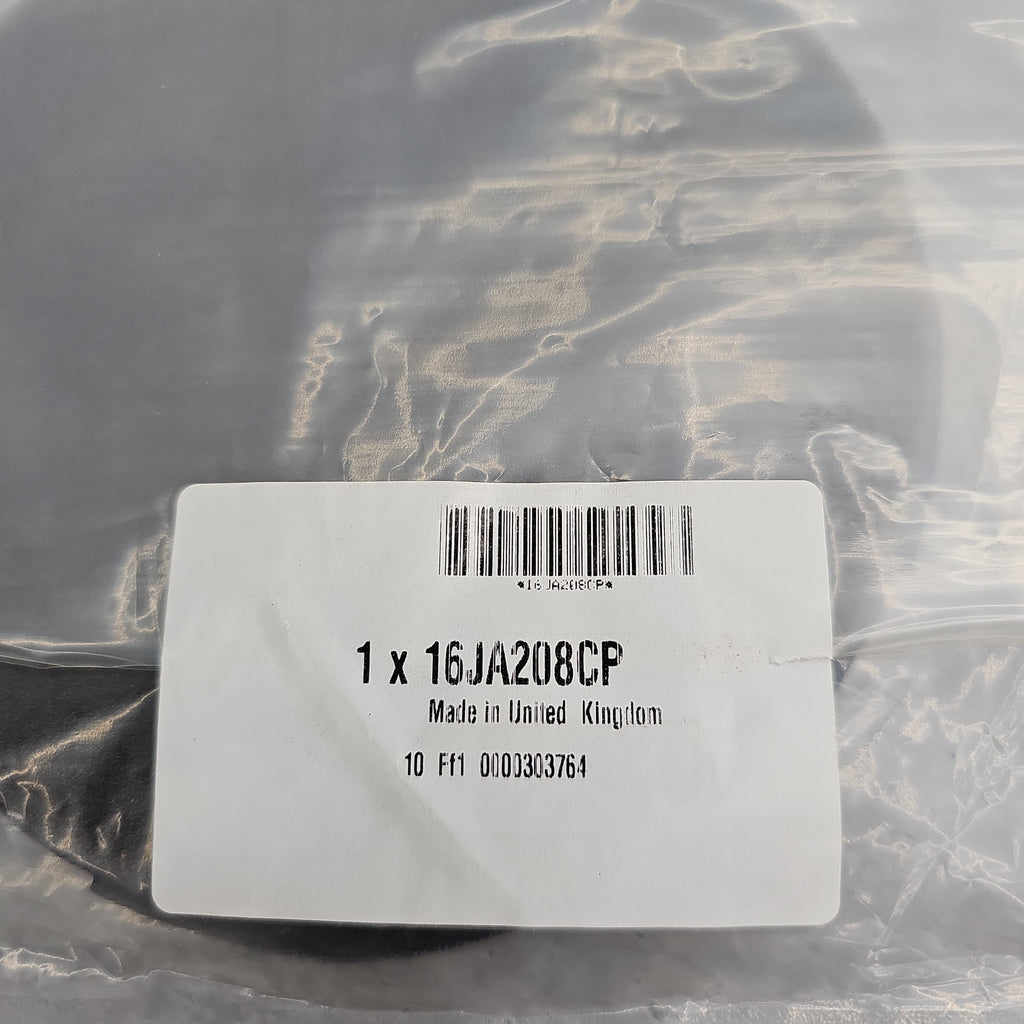 *16JA208CP*
1 x 16JA208CP
Made in United Kingdom
10 Ff1 0000303764